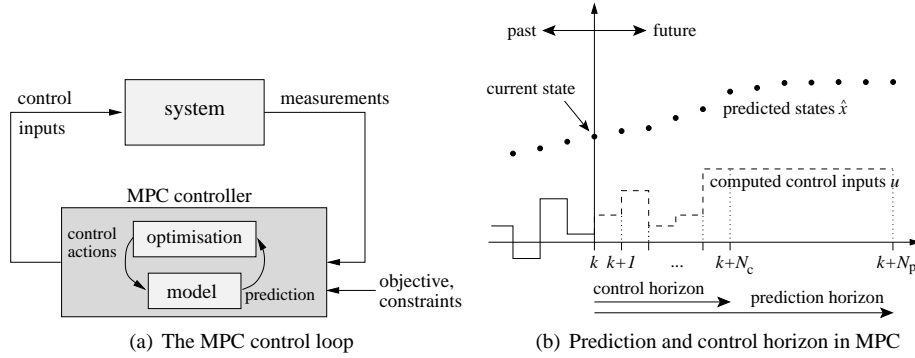 control
inputs
system
measurements
MPC controller
control
actions
optimisation
model
prediction
objective,
constraints
(a) The MPC control loop
past
future
current state
predicted states x̂
computed control inputs u
k
k+1
...
k+Nc
k+Np
control horizon
prediction horizon
(b) Prediction and control horizon in MPC